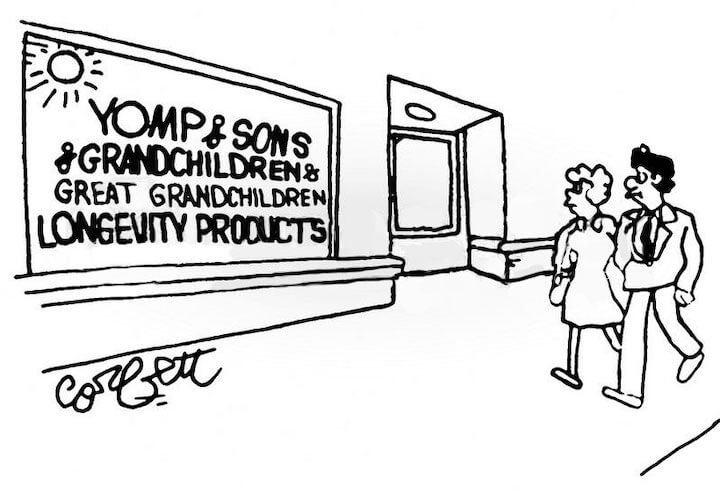 YOMP & SONS
& GRANDCHILDREN &
GREAT GRANDCHILDREN
LONGEVITY PRODUCTS
Corbett